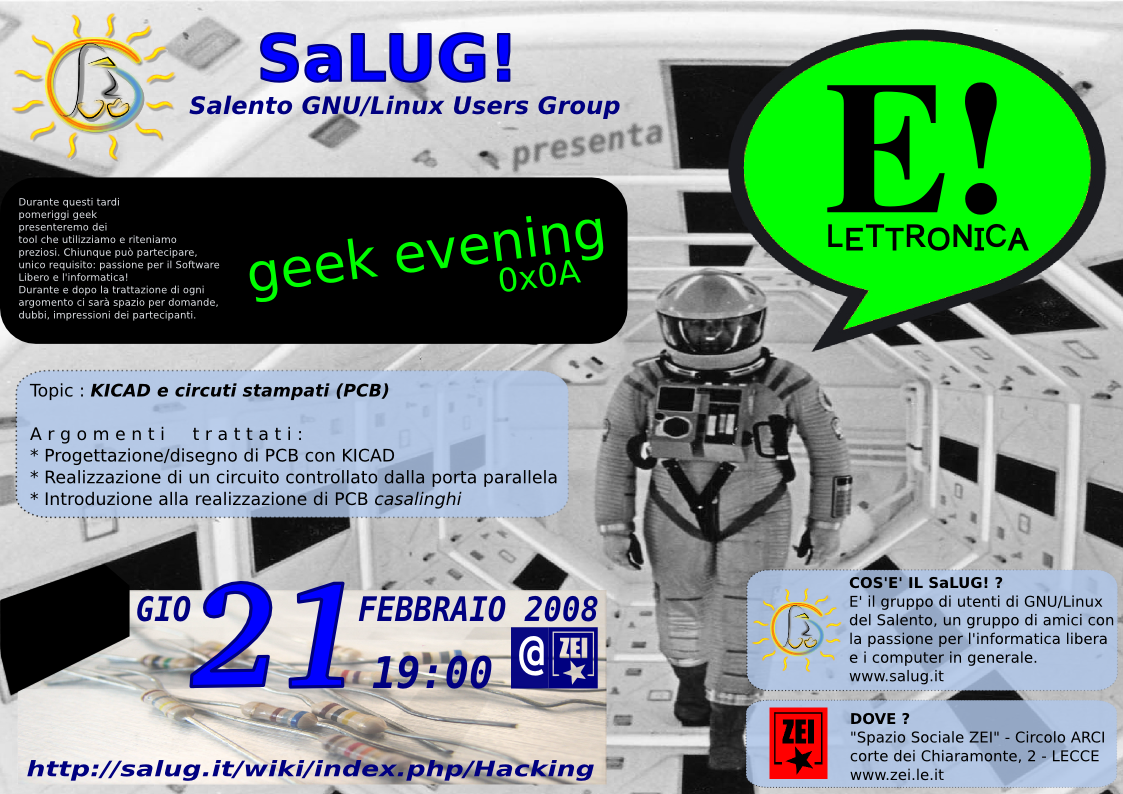 SaLUG!
Salento GNU/Linux Users Group
presenta
E!
LETTRONICA
Durante questi tardi
pomeriggi geek
presenteremo dei
tool che utilizziamo e riteniamo
preziosi. Chiunque può partecipare,
unico requisito: passione per il Software
Libero e l'informatica!
Durante e dopo la trattazione di ogni
argomento ci sarà spazio per domande,
dubbi, impressioni dei partecipanti.
geek evening
0x0A
Topic : KICAD e circuti stampati (PCB)
Argomenti trattati:
* Progettazione/disegno di PCB con KICAD
* Realizzazione di un circuito controllato dalla porta parallela
* Introduzione alla realizzazione di PCB casalinghi
GIO 21 FEBBRAIO 2008
19:00 @ ZEI
http://salug.it/wiki/index.php/Hacking
COS'E' IL SaLUG! ?
E' il gruppo di utenti di GNU/Linux
del Salento, un gruppo di amici con
la passione per l'informatica libera
e i computer in generale.
www.salug.it
ZEI
DOVE ?
"Spazio Sociale ZEI" - Circolo ARCI
corte dei Chiaramonte, 2 - LECCE
www.zei.le.it